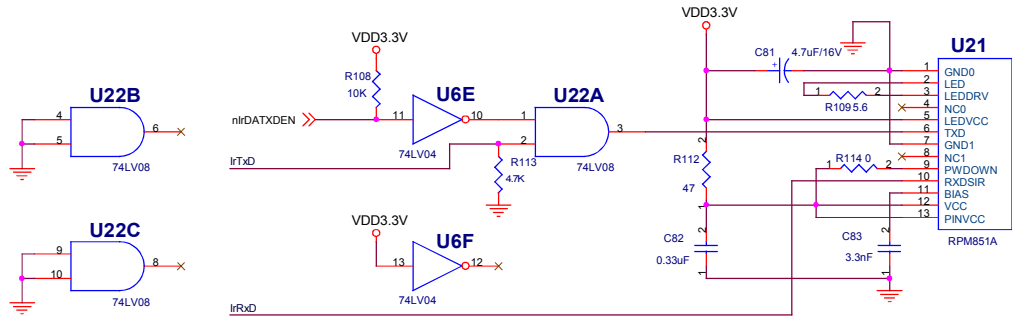 VDD3.3V
C81
4.7uF/16V
+
U21
VDD3.3V
R108
10K
U6E
U22A
U22B
nIrDATXDEN
11
10
1
2
3
74LV04
74LV08
4
5
6
74LV08
IrTxD
R113
4.7K
R112
47
2
1
1
GND0
2
LED
3
LEDDRV
4
NC0
5
LEDVCC
6
TXD
7
GND1
8
NC1
9
PWDOWN
10
RXDSIR
11
BIAS
12
VCC
13
PINVCC
RPM851A
1
2
R109 5.6
1
R114 0
2
U22C
9
10
8
74LV08
VDD3.3V
U6F
13
12
74LV04
C82
0.33uF
2
1
C83
3.3nF
2
1
IrRxD